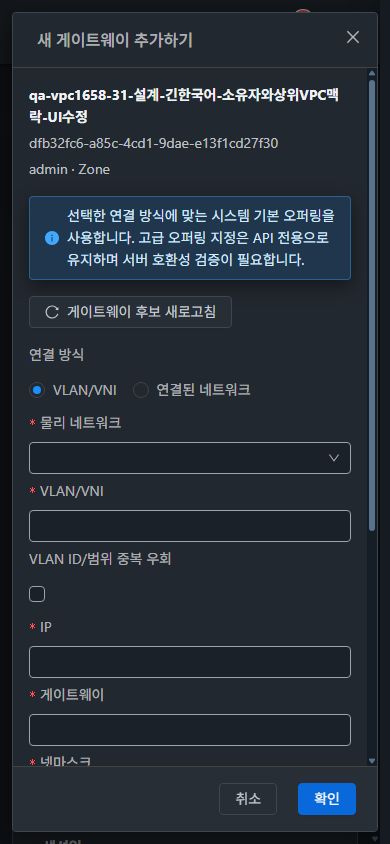 새 게이트웨이 추가하기
qa-vpc1658-31-설계-긴한국어-소유자와상위VPC맥
락-UI수정
dfb32fc6-a85c-4cd1-9dae-e13f1cd27f30
admin · Zone
선택한 연결 방식에 맞는 시스템 기본 오퍼링을
사용합니다. 고급 오퍼링 지정은 API 전용으로
유지하며 서버 호환성 검증이 필요합니다.
게이트웨이 후보 새로고침
연결 방식
VLAN/VNI 연결된 네트워크
* 물리 네트워크
* VLAN/VNI
VLAN ID/범위 중복 우회
* IP
* 게이트웨이
* 넷마스크
취소 확인